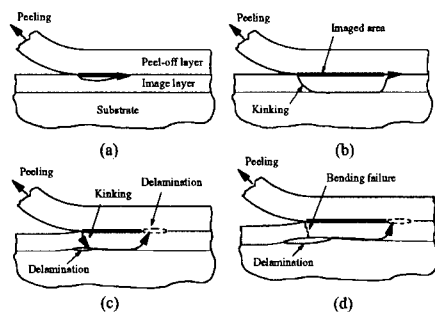 Peeling
Peel-off layer
Image layer
Substrate
(a)
Peeling
Imaged area
Kinking
(b)
Peeling
Kinking
Delamination
Delamination
(c)
Peeling
Bending failure
Delamination
(d)